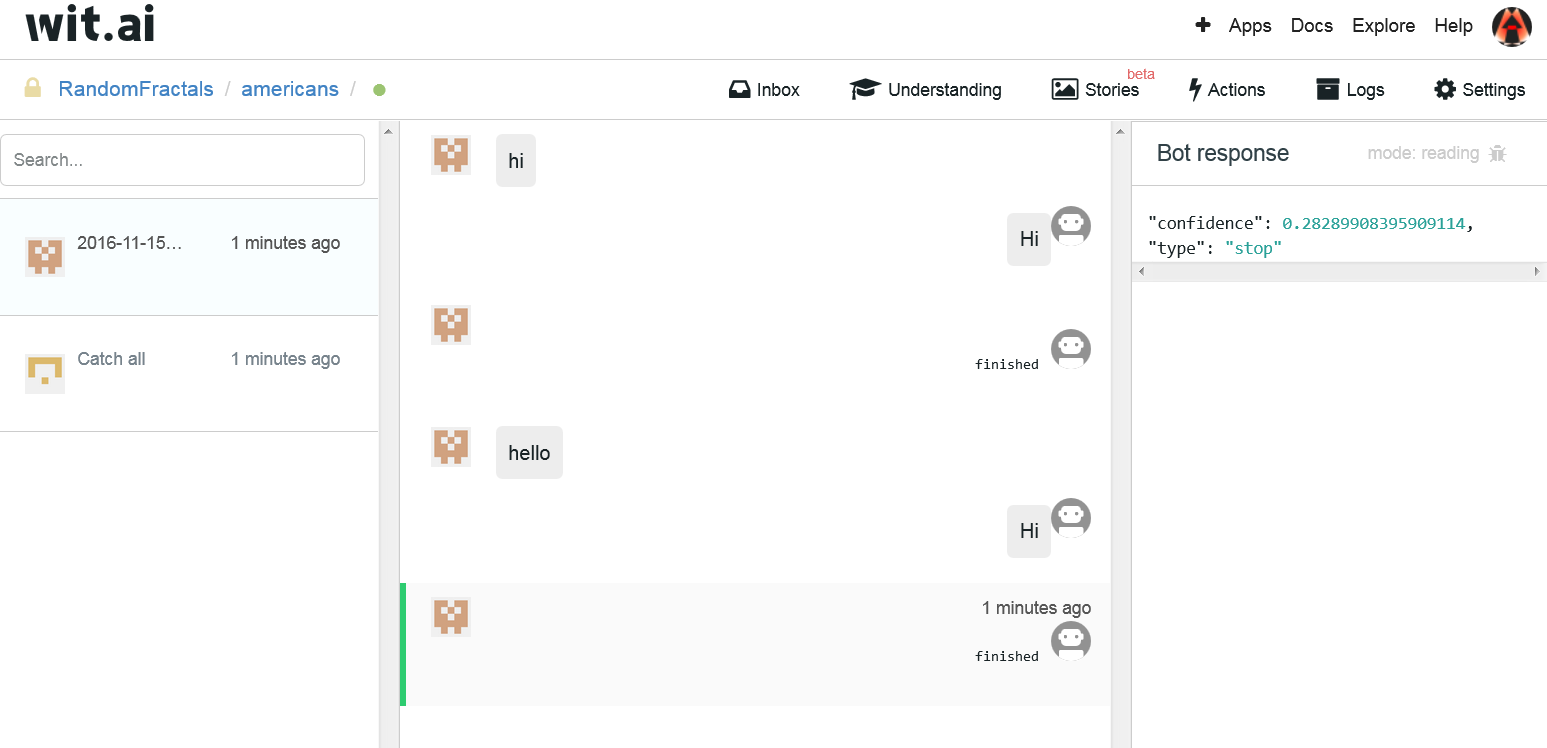 wit.ai
Apps Docs Explore Help
RandomFractals / americans /
Inbox Understanding Stories beta Actions Logs Settings
Search...
2016-11-15... 1 minutes ago
Catch all 1 minutes ago
hi
Hi
finished
hello
Hi
1 minutes ago
finished
Bot response mode: reading
"confidence": 0.28289908395909114,
"type": "stop"